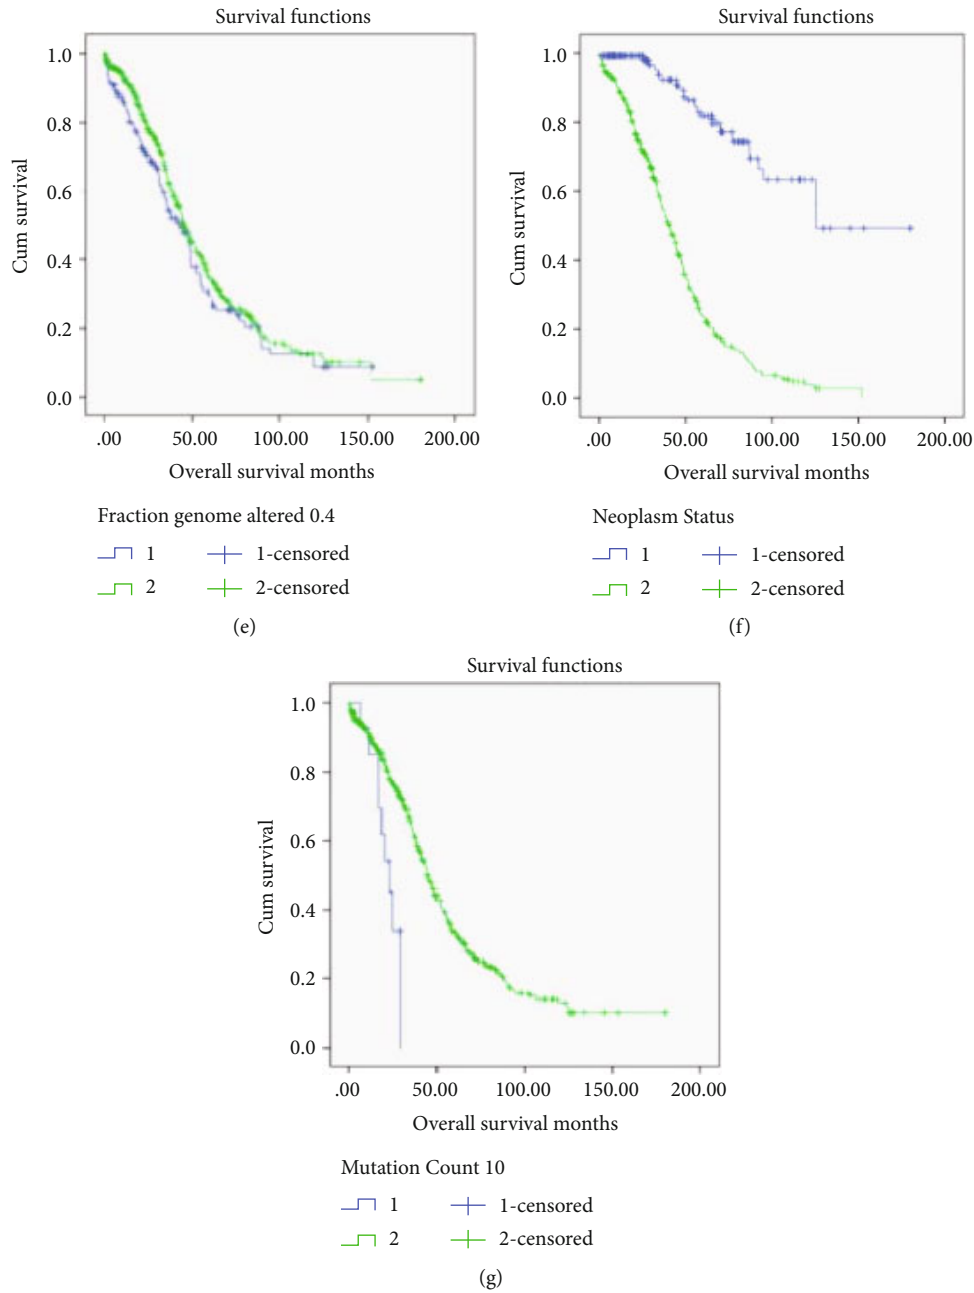 Survival functions
1.0
0.8
0.6
0.4
0.2
0.0
Cum survival
.00 50.00 100.00 150.00 200.00
Overall survival months
Fraction genome altered 0.4
1 1-censored
2 2-censored
(e)
Survival functions
1.0
0.8
0.6
0.4
0.2
0.0
Cum survival
.00 50.00 100.00 150.00 200.00
Overall survival months
Neoplasm Status
1 1-censored
2 2-censored
(f)
Survival functions
1.0
0.8
0.6
0.4
0.2
0.0
Cum survival
.00 50.00 100.00 150.00 200.00
Overall survival months
Mutation Count 10
1 1-censored
2 2-censored
(g)